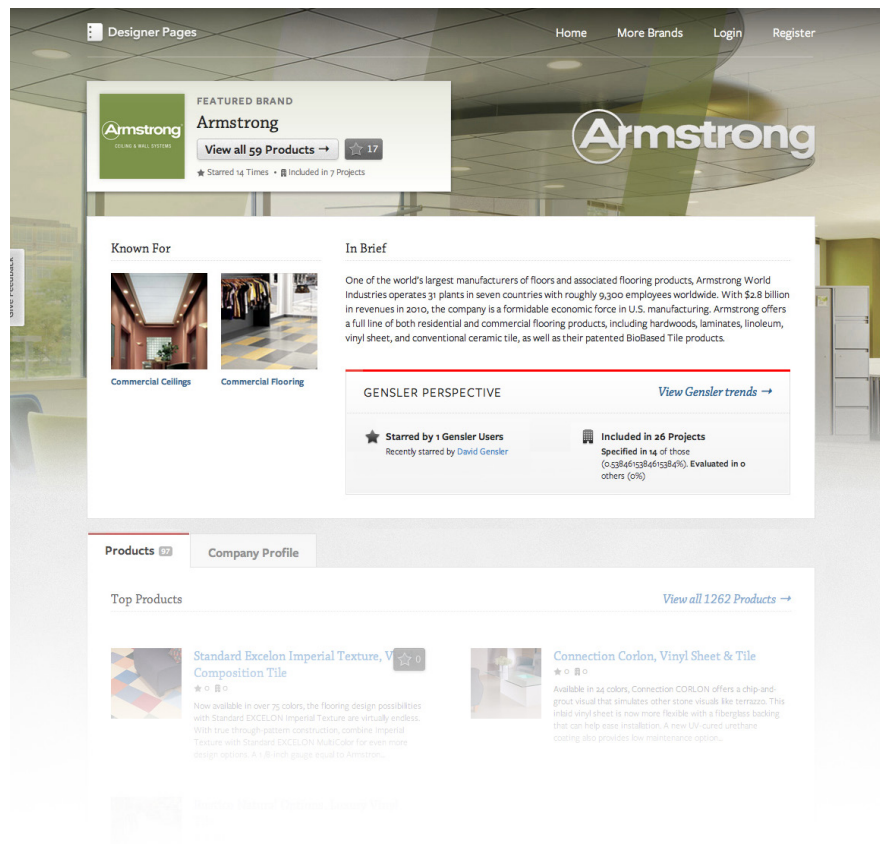 Designer Pages
Home
More Brands
Login
Register
FEATURED BRAND
Armstrong
View all 59 Products →
17
Starred 14 Times • Included in 7 Projects
Armstrong
CEILING & WALL SYSTEMS
Armstrong
Give Feedback
Known For
Commercial Ceilings
Commercial Flooring
In Brief
One of the world's largest manufacturers of floors and associated flooring products, Armstrong World
Industries operates 31 plants in seven countries with roughly 9,300 employees worldwide. With $2.8 billion
in revenues in 2010, the company is a formidable economic force in U.S. manufacturing. Armstrong offers
a full line of both residential and commercial flooring products, including hardwoods, laminates, linoleum,
vinyl sheet, and conventional ceramic tile, as well as their patented BioBased Tile products.
GENSLER PERSPECTIVE
View Gensler trends →
Starred by 1 Gensler Users
Recently starred by David Gensler
Included in 26 Projects
Specified in 14 of those
(0.5384615384615384%). Evaluated in 0
others (0%)
Products 97
Company Profile
Top Products
View all 1262 Products →
Standard Excelon Imperial Texture, V
0
Composition Tile
0 0
Now available in over 75 colors, the flooring design possibilities
with Standard EXCELON Imperial Texture are virtually endless.
With true through-pattern construction, combine Imperial
Texture with Standard EXCELON MultiColor for even more
design options. A 1/8-inch gauge equal to Armstron...
Connection Corlon, Vinyl Sheet & Tile
0 0
Available in 24 colors, Connection CORLON offers a chip-and-
grout visual that simulates other stone visuals like terrazzo. This
inlaid vinyl sheet is now more flexible with a fiberglass backing
that can help ease installation. A new UV-cured urethane
coating also provides low maintenance option...